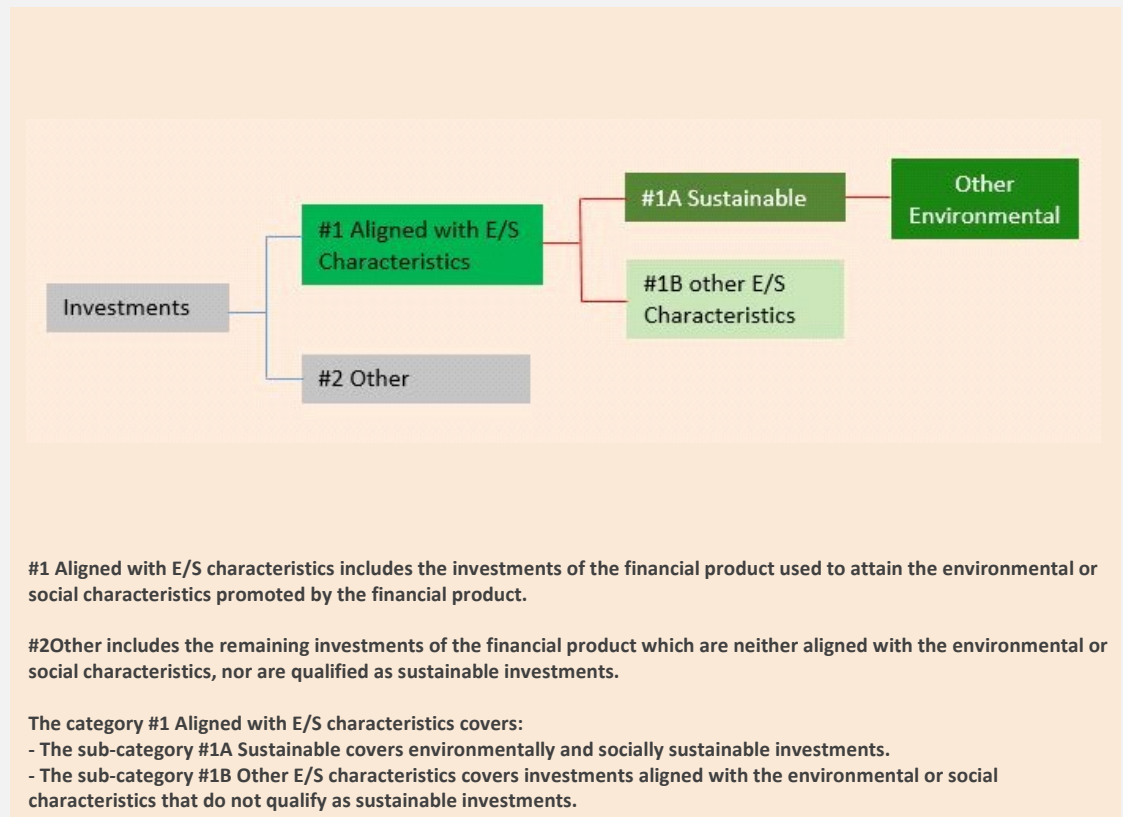 Investments
#1 Aligned with E/S
Characteristics
#2 Other
#1A Sustainable
#1B other E/S
Characteristics
Other
Environmental
#1 Aligned with E/S characteristics includes the investments of the financial product used to attain the environmental or
social characteristics promoted by the financial product.
#2Other includes the remaining investments of the financial product which are neither aligned with the environmental or
social characteristics, nor are qualified as sustainable investments.
The category #1 Aligned with E/S characteristics covers:
- The sub-category #1A Sustainable covers environmentally and socially sustainable investments.
- The sub-category #1B Other E/S characteristics covers investments aligned with the environmental or social
characteristics that do not qualify as sustainable investments.